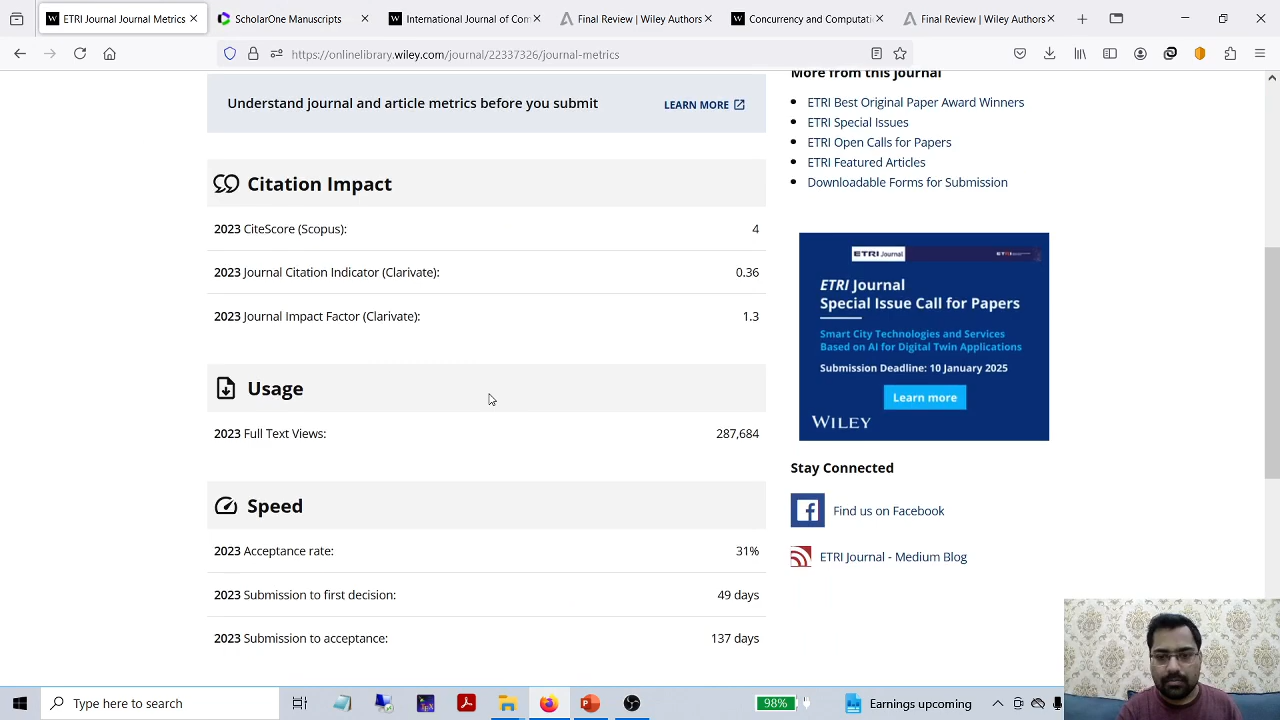 ETRI Journal Metrics
ScholarOne Manuscripts
International Journal of Com
Final Review | Wiley Authors
Concurrency and Computati
Final Review | Wiley Authors
https://onlinelibrary.wiley.com/journal/22337326/journal-metrics
Understand journal and article metrics before you submit
LEARN MORE
Citation Impact
2023 CiteScore (Scopus): 4
2023 Journal Citation Indicator (Clarivate): 0.36
2023 Journal Impact Factor (Clarivate): 1.3
Usage
2023 Full Text Views: 287,684
Speed
2023 Acceptance rate: 31%
2023 Submission to first decision: 49 days
2023 Submission to acceptance: 137 days
More from this journal
ETRI Best Original Paper Award Winners
ETRI Special Issues
ETRI Open Calls for Papers
ETRI Featured Articles
Downloadable Forms for Submission
ETRI Journal
ETRI Journal
Special Issue Call for Papers
Smart City Technologies and Services
Based on AI for Digital Twin Applications
Submission Deadline: 10 January 2025
Learn more
WILEY
Stay Connected
Find us on Facebook
ETRI Journal - Medium Blog
Type here to search
98%
Earnings upcoming